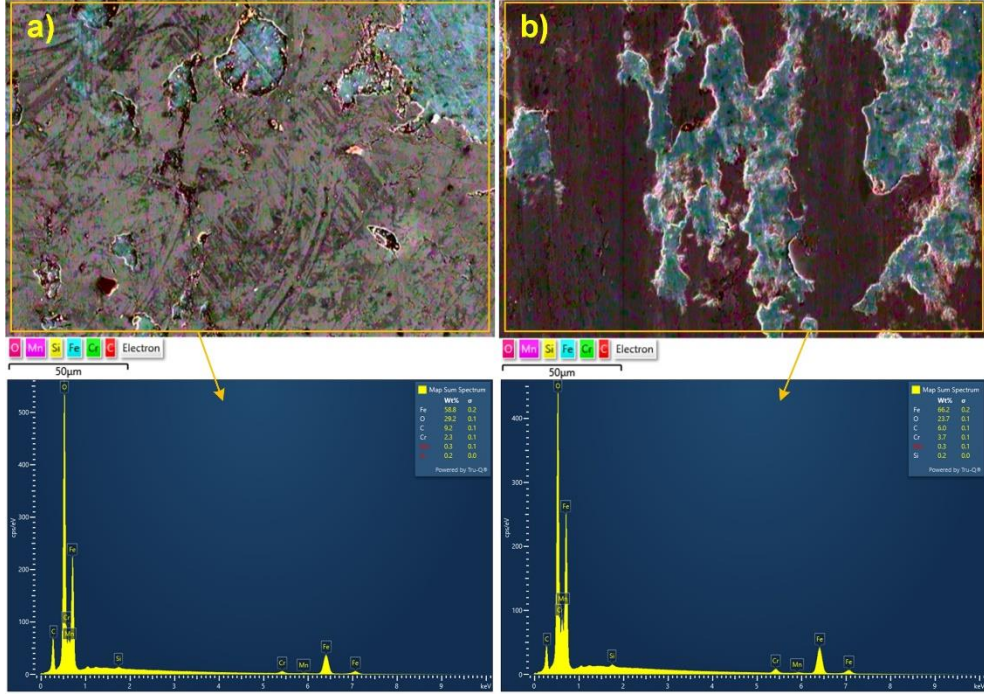 a)
b)
O Mn Si Fe Cr C Electron
50µm
O Mn Si Fe Cr C Electron
50µm
cps/eV
500
400
300
200
100
0
O
Fe
Cr
Mn
C
Si
Cr
Mn
Fe
Fe
0 1 2 3 4 5 6 7 8 9 keV
Map Sum Spectrum
Wt% σ
Fe 58.8 0.2
O 29.2 0.1
C 9.2 0.1
Cr 2.3 0.1
Mn 0.3 0.1
0.2 0.0
Powered by Tru-Q®
cps/eV
400
300
200
100
0
O
Fe
Mn
C
Si
Cr
Mn
Fe
Fe
0 1 2 3 4 5 6 7 8 9 keV
Map Sum Spectrum
Wt% σ
Fe 66.2 0.2
O 23.7 0.1
C 6.0 0.1
Cr 3.7 0.1
Mn 0.3 0.1
Si 0.2 0.0
Powered by Tru-Q®